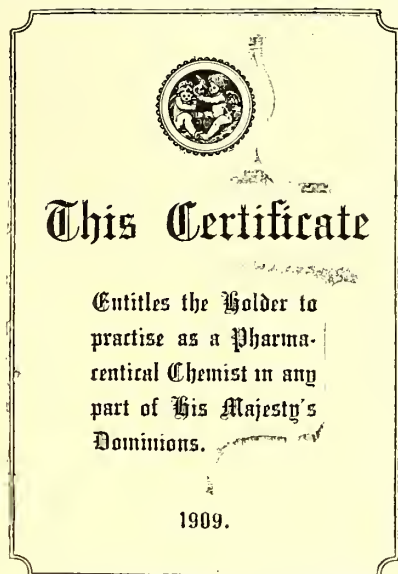 This Certificate
Entitles the Holder to
practise as a Pharma-
ceutical Chemist in any
part of His Majesty's
Dominions.
1909.